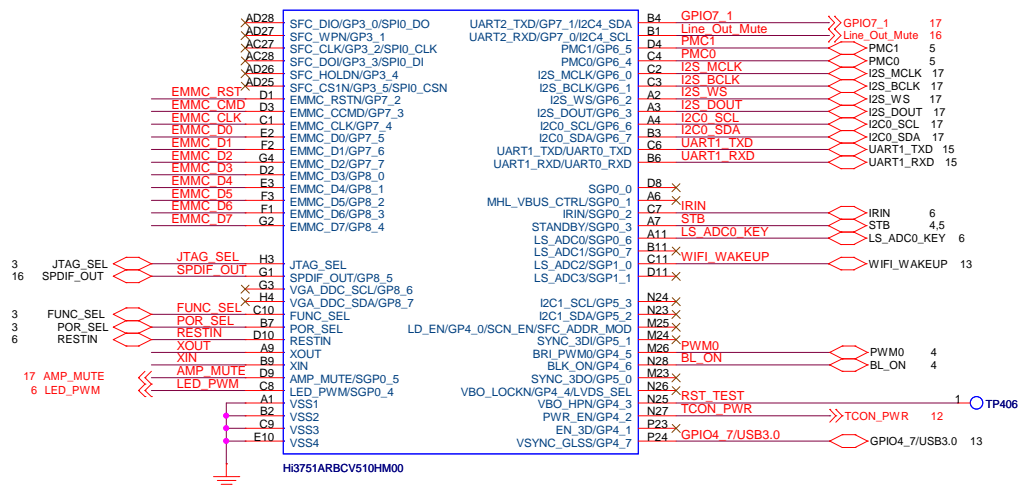 AD28 SFC_DIO/GP3_0/SPI0_DO UART2_TXD/GP7_1/I2C4_SDA B4 GPIO7_1 GPIO7_1 17
AD27 SFC_WPN/GP3_1 UART2_RXD/GP7_0/I2C4_SCL B1 Line_Out_Mute Line_Out_Mute 16
AC27 SFC_CLK/GP3_2/SPI0_CLK PMC1/GP6_5 D4 PMC1 PMC1 5
AC28 SFC_DOI/GP3_3/SPI0_DI PMC0/GP6_4 C4 PMC0 PMC0 5
AD26 SFC_HOLDN/GP3_4 I2S_MCLK/GP6_0 C2 I2S_MCLK I2S_MCLK 17
AD25 SFC_CS1N/GP3_5/SPI0_CSN I2S_BCLK/GP6_1 C3 I2S_BCLK I2S_BCLK 17
EMMC_RST D1 EMMC_RSTN/GP7_2 I2S_WS/GP6_2 A2 I2S_WS I2S_WS 17
EMMC_CMD D3 EMMC_CCMD/GP7_3 I2S_DOUT/GP6_3 A3 I2S_DOUT I2S_DOUT 17
EMMC_CLK C1 EMMC_CLK/GP7_4 I2C0_SCL/GP6_6 A4 I2C0_SCL I2C0_SCL 17
EMMC_D0 E2 EMMC_D0/GP7_5 I2C0_SDA/GP6_7 B3 I2C0_SDA I2C0_SDA 17
EMMC_D1 F2 EMMC_D1/GP7_6 UART1_TXD/UART0_TXD C6 UART1_TXD UART1_TXD 15
EMMC_D2 G4 EMMC_D2/GP7_7 UART1_RXD/UART0_RXD B6 UART1_RXD UART1_RXD 15
EMMC_D3 D2 EMMC_D3/GP8_0
EMMC_D4 E3 EMMC_D4/GP8_1 SGP0_0 D8
EMMC_D5 F3 EMMC_D5/GP8_2 MHL_VBUS_CTRL/SGP0_1 A6
EMMC_D6 F1 EMMC_D6/GP8_3 IRIN/SGP0_2 C7 IRIN IRIN 6
EMMC_D7 G2 EMMC_D7/GP8_4 STANDBY/SGP0_3 A7 STB STB 4,5
LS_ADC0/SGP0_6 A11 LS_ADC0_KEY LS_ADC0_KEY 6
LS_ADC1/SGP0_7 B11
3 JTAG_SEL JTAG_SEL H3 JTAG_SEL LS_ADC2/SGP1_0 C11 WIFI_WAKEUP WIFI_WAKEUP 13
16 SPDIF_OUT SPDIF_OUT G1 SPDIF_OUT/GP8_5 LS_ADC3/SGP1_1 D11
G3 VGA_DDC_SCL/GP8_6
H4 VGA_DDC_SDA/GP8_7 I2C1_SCL/GP5_3 N24
3 FUNC_SEL FUNC_SEL C10 FUNC_SEL I2C1_SDA/GP5_2 N23
3 POR_SEL POR_SEL B7 POR_SEL LD_EN/GP4_0/SCN_EN/SFC_ADDR_MOD M25
6 RESTIN RESTIN D10 RESTIN SYNC_3DI/GP5_1 M24
XOUT A9 XOUT BRI_PWM0/GP4_5 M26 PWM0 PWM0 4
XIN B9 XIN BLK_ON/GP4_6 N28 BL_ON BL_ON 4
17 AMP_MUTE AMP_MUTE D9 AMP_MUTE/SGP0_5 SYNC_3DO/GP5_0 M23
6 LED_PWM LED_PWM C8 LED_PWM/SGP0_4 VBO_LOCKN/GP4_4/LVDS_SEL N26
A1 VSS1 VBO_HPN/GP4_3 N25 RST_TEST 1 TP406
B2 VSS2 PWR_EN/GP4_2 N27 TCON_PWR TCON_PWR 12
C9 VSS3 EN_3D/GP4_1 P23
E10 VSS4 VSYNC_GLSS/GP4_7 P24 GPIO4_7/USB3.0 GPIO4_7/USB3.0 13
Hi3751ARBCV510HM00